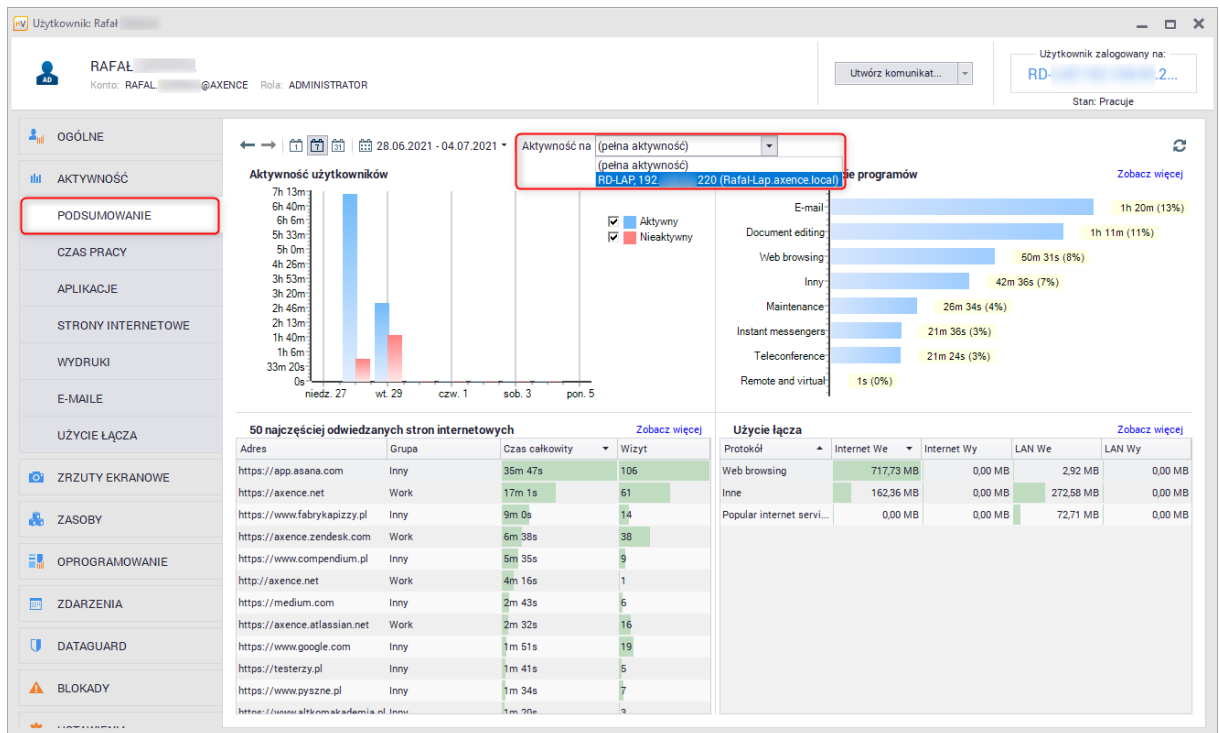 nV Użytkownik: Rafał
AD
RAFAŁ
Konto: RAFAL. @AXENCE Rola: ADMINISTRATOR
Utwórz komunikat...
Użytkownik zalogowany na:
RD- .2...
Stan: Pracuje
OGÓLNE
AKTYWNOŚĆ
PODSUMOWANIE
CZAS PRACY
APLIKACJE
STRONY INTERNETOWE
WYDRUKI
E-MAILE
UŻYCIE ŁĄCZA
ZRZUTY EKRANOWE
ZASOBY
OPROGRAMOWANIE
ZDARZENIA
DATAGUARD
BLOKADY
1 7 31 28.06.2021 - 04.07.2021 Aktywność na (pełna aktywność)
(pełna aktywność)
RD-LAP, 192. 220 (Rafal-Lap.axence.local)
Aktywność użytkowników
7h 13m
6h 40m
6h 6m
5h 33m
5h 0m
4h 26m
3h 53m
3h 20m
2h 46m
2h 13m
1h 40m
1h 6m
33m 20s
0s
niedz. 27 wt. 29 czw. 1 sob. 3 pon. 5
Aktywny
Nieaktywny
ie programów Zobacz więcej
E-mail 1h 20m (13%)
Document editing 1h 11m (11%)
Web browsing 50m 31s (8%)
Inny 42m 36s (7%)
Maintenance 26m 34s (4%)
Instant messengers 21m 36s (3%)
Teleconference 21m 24s (3%)
Remote and virtual 1s (0%)
50 najczęściej odwiedzanych stron internetowych Zobacz więcej
Adres Grupa Czas całkowity Wizyt
https://app.asana.com Inny 35m 47s 106
https://axence.net Work 17m 1s 61
https://www.fabrykapizzy.pl Inny 9m 0s 14
https://axence.zendesk.com Work 6m 38s 38
https://www.compendium.pl Inny 5m 35s 9
http://axence.net Work 4m 16s 1
https://medium.com Inny 2m 43s 6
https://axence.atlassian.net Work 2m 32s 16
https://www.google.com Inny 1m 51s 19
https://testerzy.pl Inny 1m 41s 5
https://www.pyszne.pl Inny 1m 34s 7
https://www.altkomakademia.pl Inny 1m 20s 3
Użycie łącza Zobacz więcej
Protokół Internet We Internet Wy LAN We LAN Wy
Web browsing 717,73 MB 0,00 MB 2,92 MB 0,00 MB
Inne 162,36 MB 0,00 MB 272,58 MB 0,00 MB
Popular internet servi... 0,00 MB 0,00 MB 72,71 MB 0,00 MB